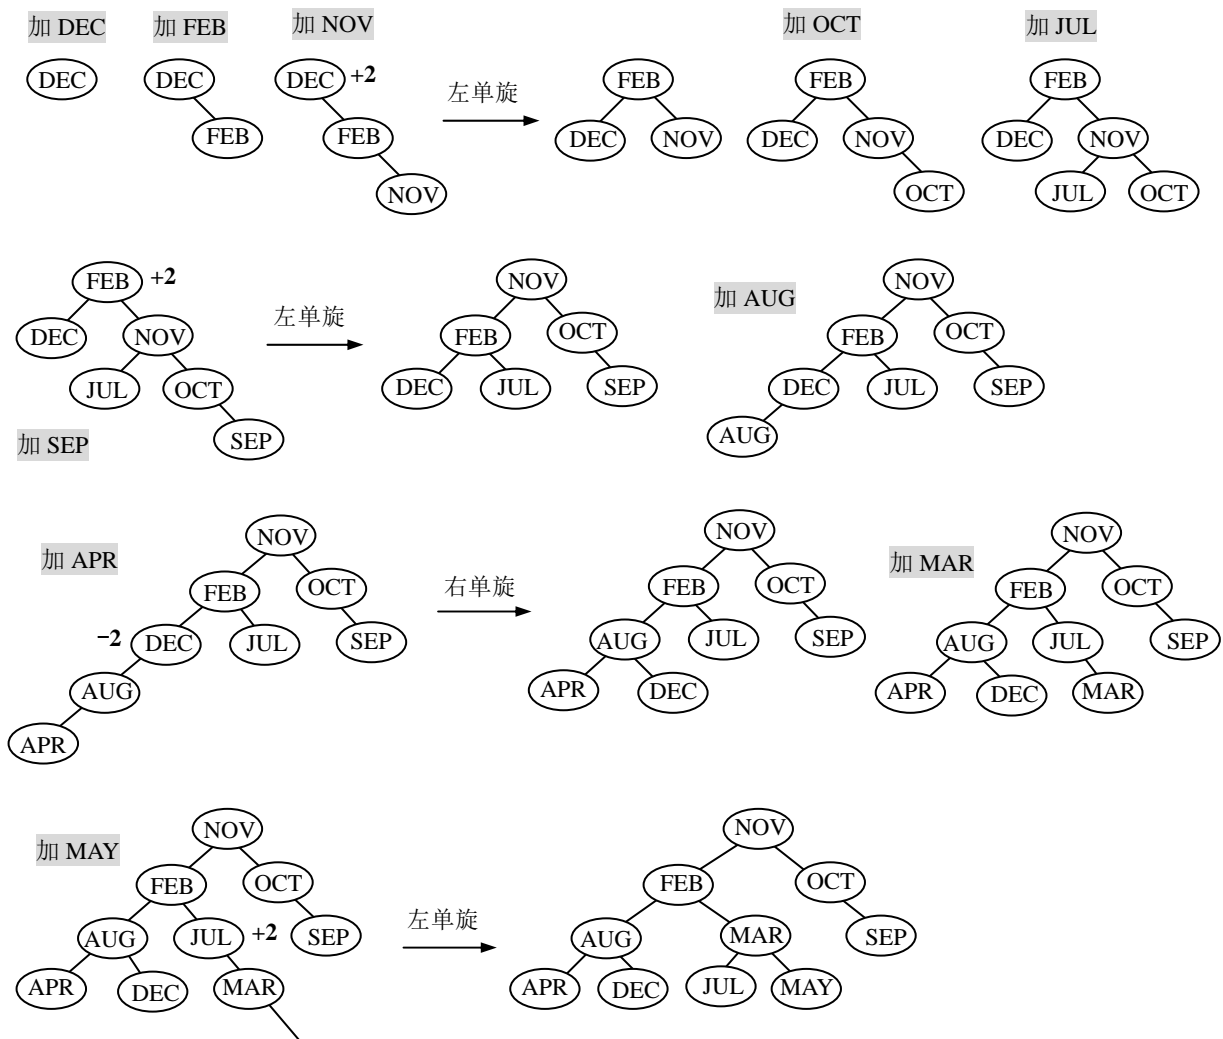 加 DEC 加 FEB 加 NOV 加 OCT 加 JUL
DEC DEC DEC +2 左单旋 FEB FEB FEB
FEB FEB DEC NOV DEC NOV DEC NOV
NOV OCT JUL OCT
FEB +2 NOV 加 AUG NOV
DEC NOV 左单旋 FEB OCT FEB OCT
JUL OCT DEC JUL SEP DEC JUL SEP
加 SEP SEP AUG
加 APR NOV NOV 加 MAR NOV
FEB OCT 右单旋 FEB OCT FEB OCT
−2 DEC JUL SEP AUG JUL SEP AUG JUL SEP
AUG APR DEC APR DEC MAR
APR
加 MAY NOV NOV
FEB OCT FEB OCT
AUG JUL +2 SEP 左单旋 AUG MAR SEP
APR DEC MAR APR DEC JUL MAY